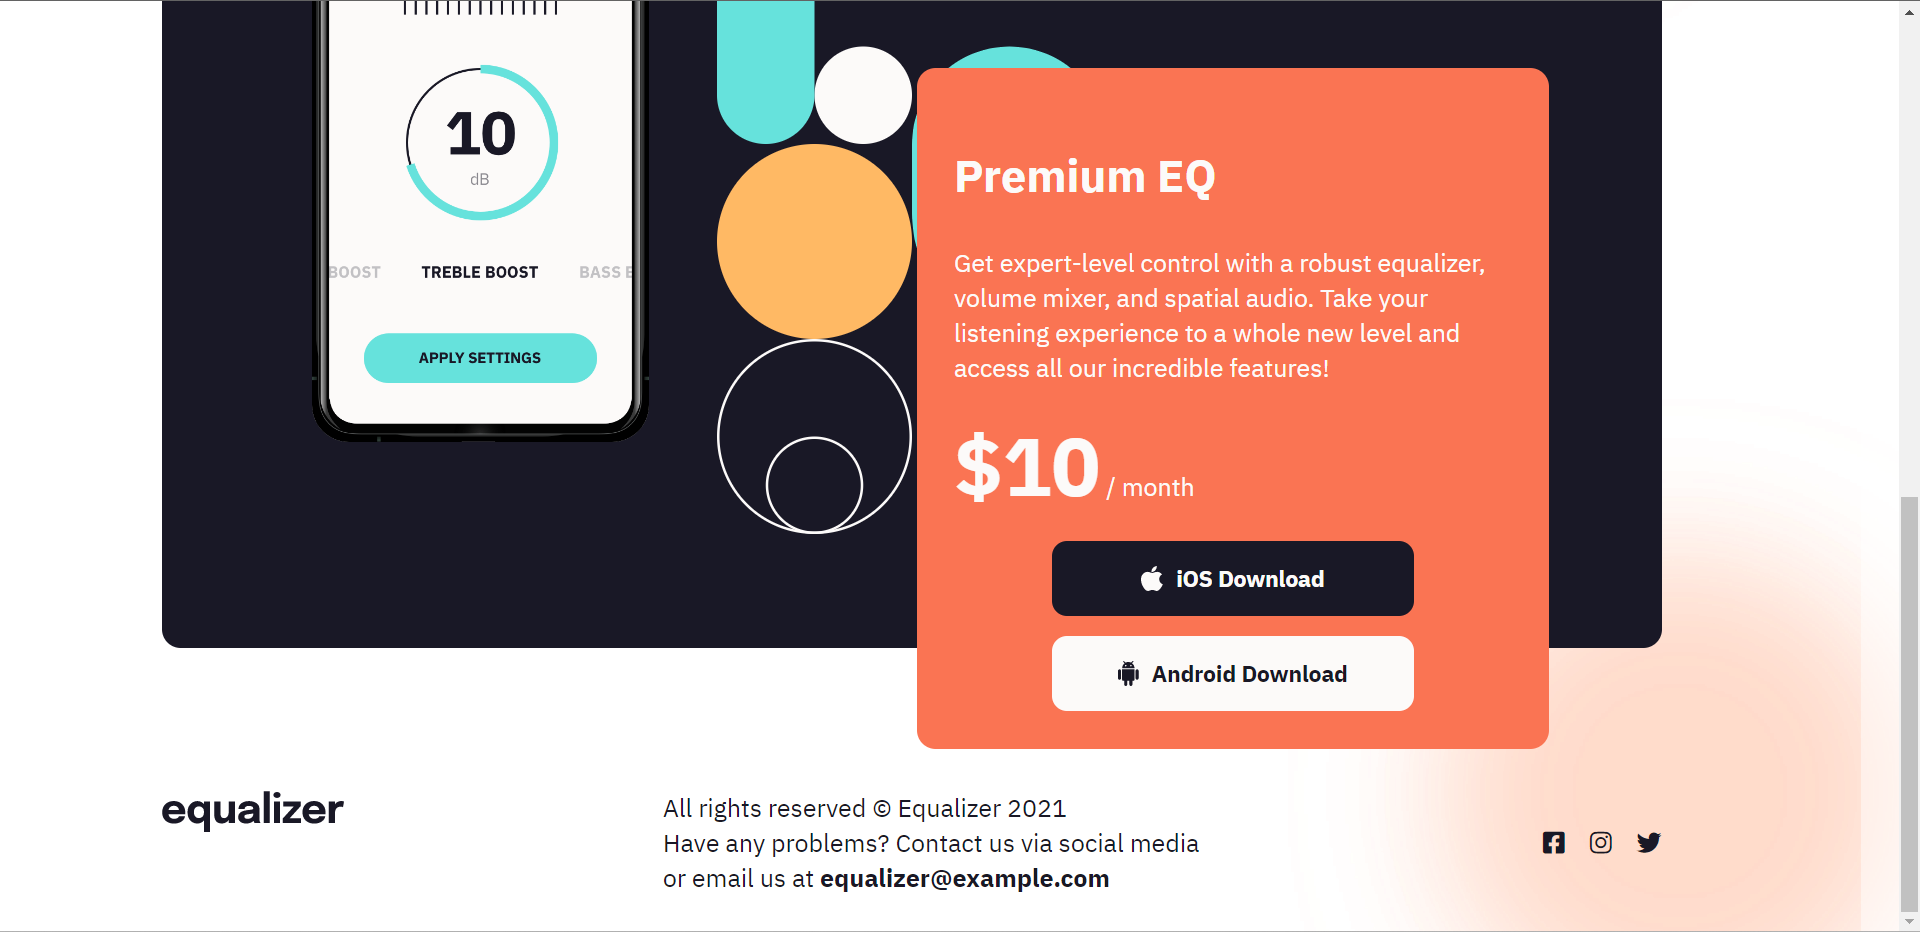 10
dB
BOOST
TREBLE BOOST
BASS
APPLY SETTINGS
Premium EQ
Get expert-level control with a robust equalizer,
volume mixer, and spatial audio. Take your
listening experience to a whole new level and
access all our incredible features!
$10 / month
iOS Download
Android Download
equalizer
All rights reserved © Equalizer 2021
Have any problems? Contact us via social media
or email us at equalizer@example.com